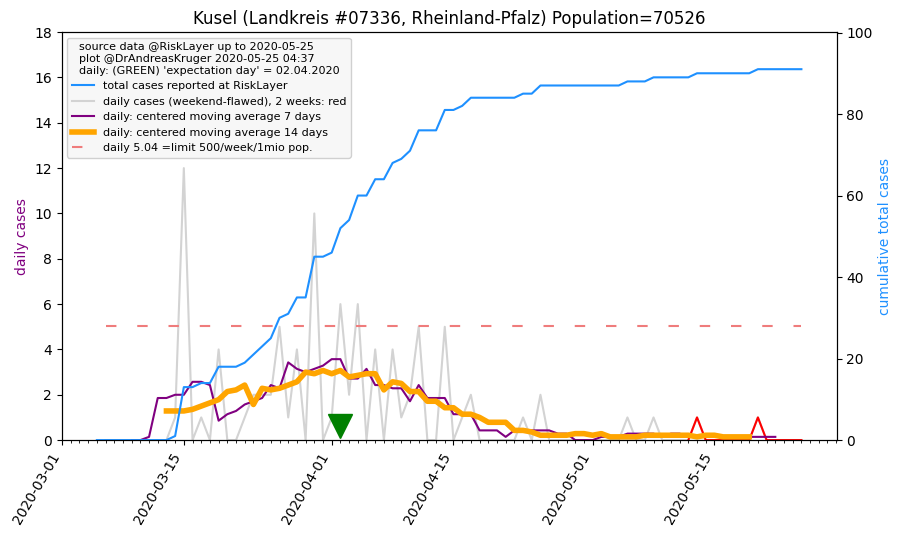 Kusel (Landkreis #07336, Rheinland-Pfalz) Population=70526
source data @RiskLayer up to 2020-05-25
plot @DrAndreasKruger 2020-05-25 04:37
daily: (GREEN) 'expectation day' = 02.04.2020
total cases reported at RiskLayer
daily cases (weekend-flawed), 2 weeks: red
daily: centered moving average 7 days
daily: centered moving average 14 days
daily 5.04 =limit 500/week/1mio pop.
daily cases
18
16
14
12
10
8
6
4
2
0
100
80
60
40
20
0
cumulative total cases
2020-03-01
2020-03-15
2020-04-01
2020-04-15
2020-05-01
2020-05-15